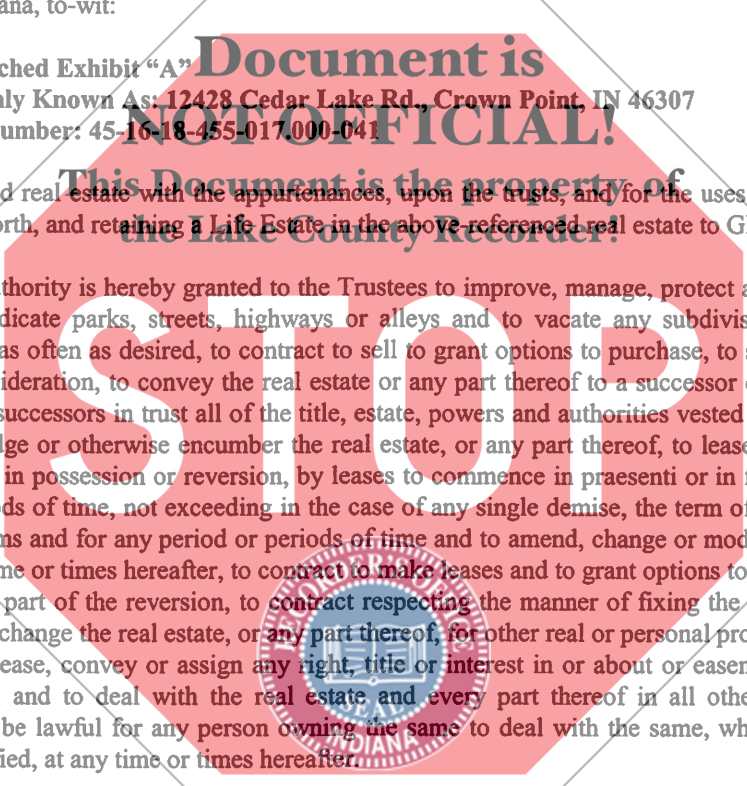 ana, to-wit:
ched Exhibit “A”
Document is
ly Known As: 12428 Cedar Lake Rd., Crown Point, IN 46307
NOT OFFICIAL!
umber: 45-16-18-455-017.000-041
This Document is the property of
d real estate with the appurtenances, upon the trusts, and for the uses,
the Lake County Recorder!
orth, and retaining a Life Estate in the above-referenced real estate to G
STOP
thority is hereby granted to the Trustees to improve, manage, protect a
dicate parks, streets, highways or alleys and to vacate any subdivis
as often as desired, to contract to sell to grant options to purchase, to
ideration, to convey the real estate or any part thereof to a successor
successors in trust all of the title, estate, powers and authorities vested
lge or otherwise encumber the real estate, or any part thereof, to lease
in possession or reversion, by leases to commence in praesenti or in
ds of time, not exceeding in the case of any single demise, the term of
ms and for any period or periods of time and to amend, change or mod
me or times hereafter, to contract to make leases and to grant options to
part of the reversion, to contract respecting the manner of fixing the
change the real estate, or any part thereof, for other real or personal pro
ease, convey or assign any right, title or interest in or about or easen
and to deal with the real estate and every part thereof in all othe
be lawful for any person owning the same to deal with the same, wh
ied, at any time or times hereafter.
SEAL
INDIANA